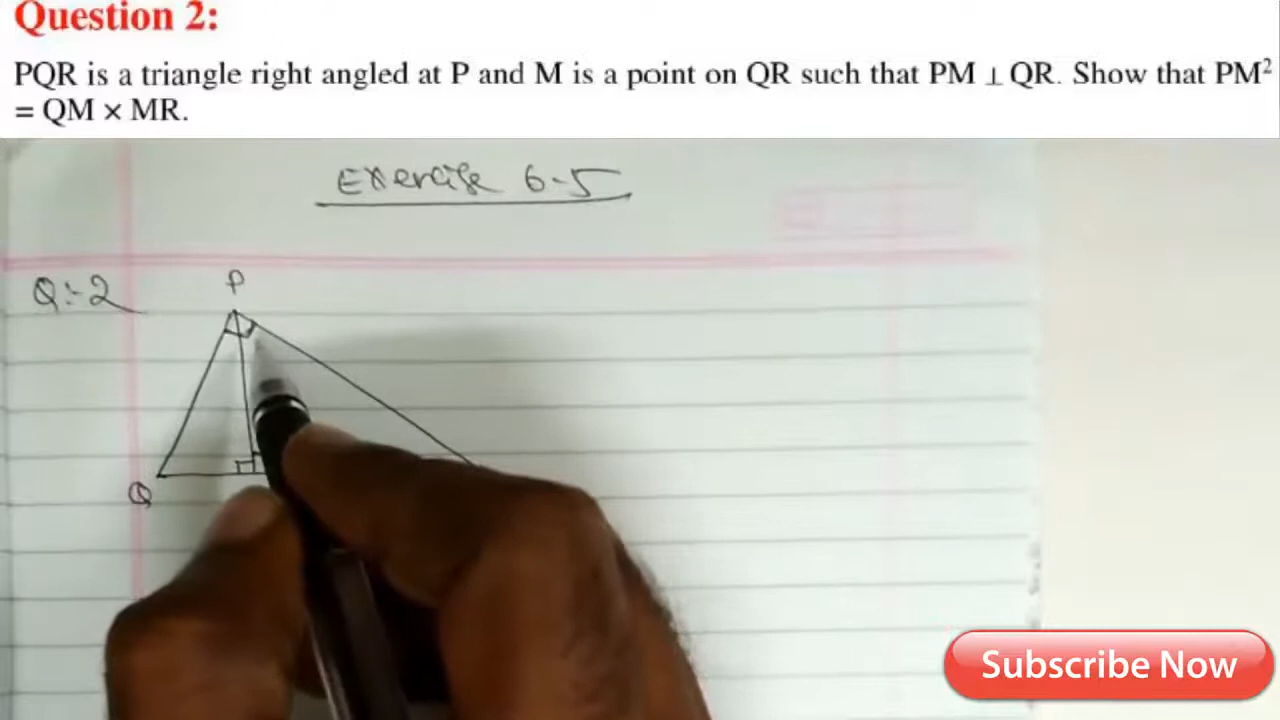 Question 2:
PQR is a triangle right angled at P and M is a point on QR such that PM ⊥ QR. Show that PM²
= QM × MR.
Exercise 6.5
Q:-2
P
Q
Subscribe Now